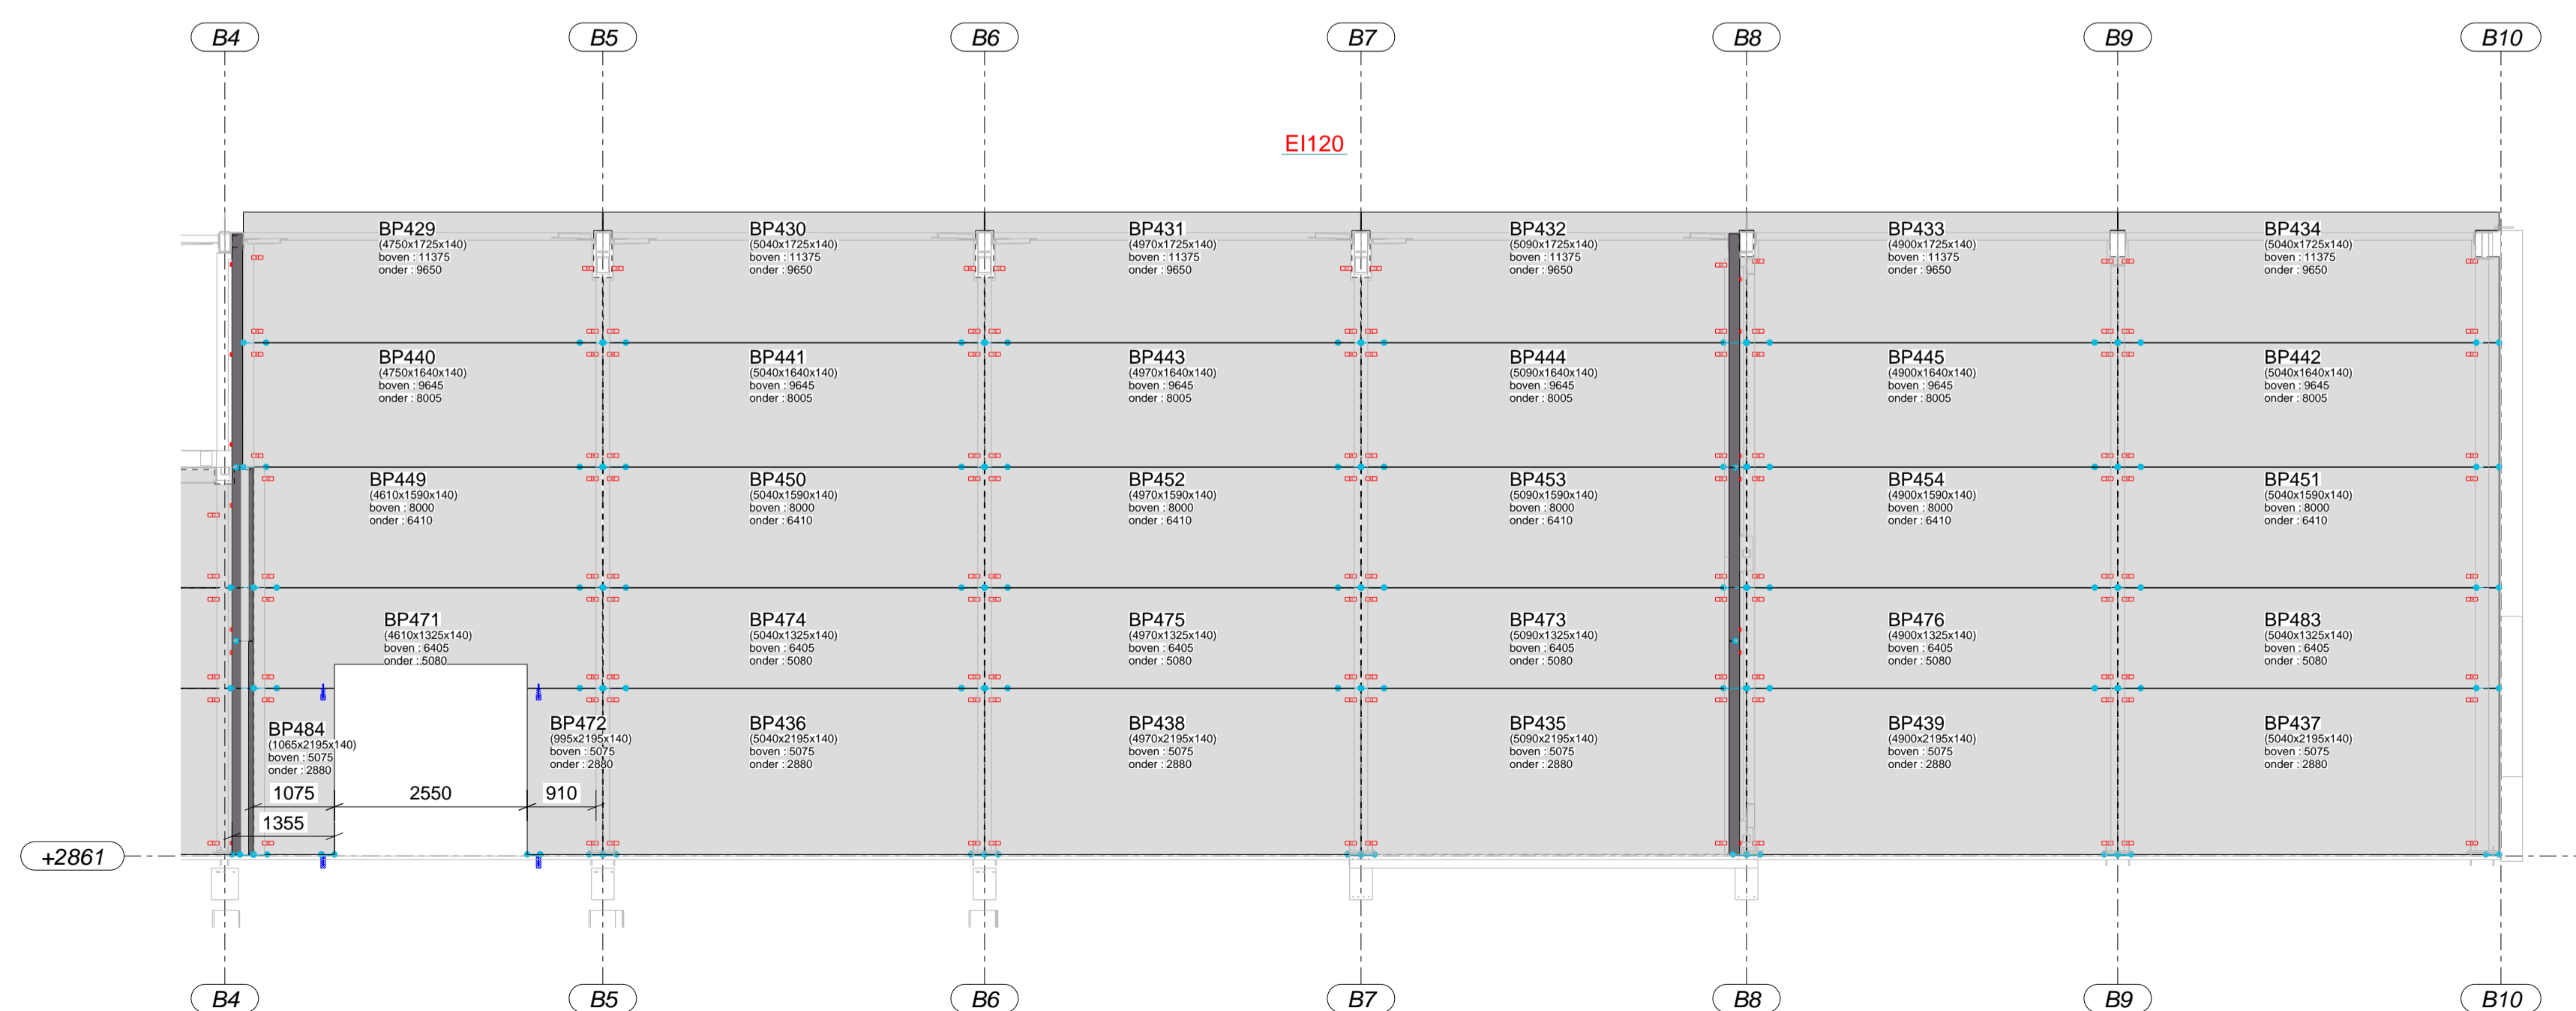 B4
B5
B6
B7
B8
B9
B10
EI120
BP429
(4750x1725x140)
boven : 11375
onder : 9650
BP430
(5040x1725x140)
boven : 11375
onder : 9650
BP431
(4970x1725x140)
boven : 11375
onder : 9650
BP432
(5090x1725x140)
boven : 11375
onder : 9650
BP433
(4900x1725x140)
boven : 11375
onder : 9650
BP434
(5040x1725x140)
boven : 11375
onder : 9650
BP440
(4750x1640x140)
boven : 9645
onder : 8005
BP441
(5040x1640x140)
boven : 9645
onder : 8005
BP443
(4970x1640x140)
boven : 9645
onder : 8005
BP444
(5090x1640x140)
boven : 9645
onder : 8005
BP445
(4900x1640x140)
boven : 9645
onder : 8005
BP442
(5040x1640x140)
boven : 9645
onder : 8005
BP449
(4610x1590x140)
boven : 8000
onder : 6410
BP450
(5040x1590x140)
boven : 8000
onder : 6410
BP452
(4970x1590x140)
boven : 8000
onder : 6410
BP453
(5090x1590x140)
boven : 8000
onder : 6410
BP454
(4900x1590x140)
boven : 8000
onder : 6410
BP451
(5040x1590x140)
boven : 8000
onder : 6410
BP471
(4610x1325x140)
boven : 6405
onder : 5080
BP474
(5040x1325x140)
boven : 6405
onder : 5080
BP475
(4970x1325x140)
boven : 6405
onder : 5080
BP473
(5090x1325x140)
boven : 6405
onder : 5080
BP476
(4900x1325x140)
boven : 6405
onder : 5080
BP483
(5040x1325x140)
boven : 6405
onder : 5080
BP484
(1065x2195x140)
boven : 5075
onder : 2880
BP472
(995x2195x140)
boven : 5075
onder : 2880
BP436
(5040x2195x140)
boven : 5075
onder : 2880
BP438
(4970x2195x140)
boven : 5075
onder : 2880
BP435
(5090x2195x140)
boven : 5075
onder : 2880
BP439
(4900x2195x140)
boven : 5075
onder : 2880
BP437
(5040x2195x140)
boven : 5075
onder : 2880
1075
2550
910
1355
+2861
B4
B5
B6
B7
B8
B9
B10